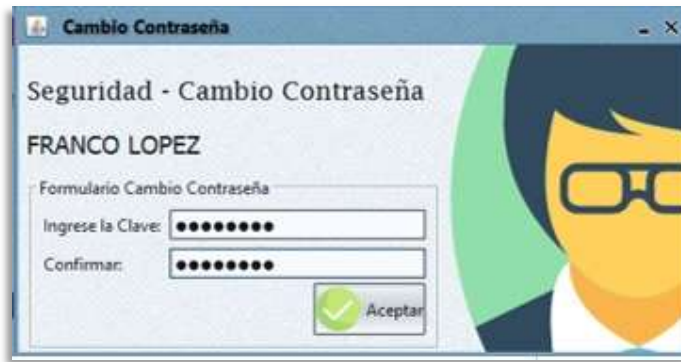 Cambio Contraseña
Seguridad - Cambio Contraseña
FRANCO LOPEZ
Formulario Cambio Contraseña
Ingrese la Clave:
Confirmar:
Aceptar